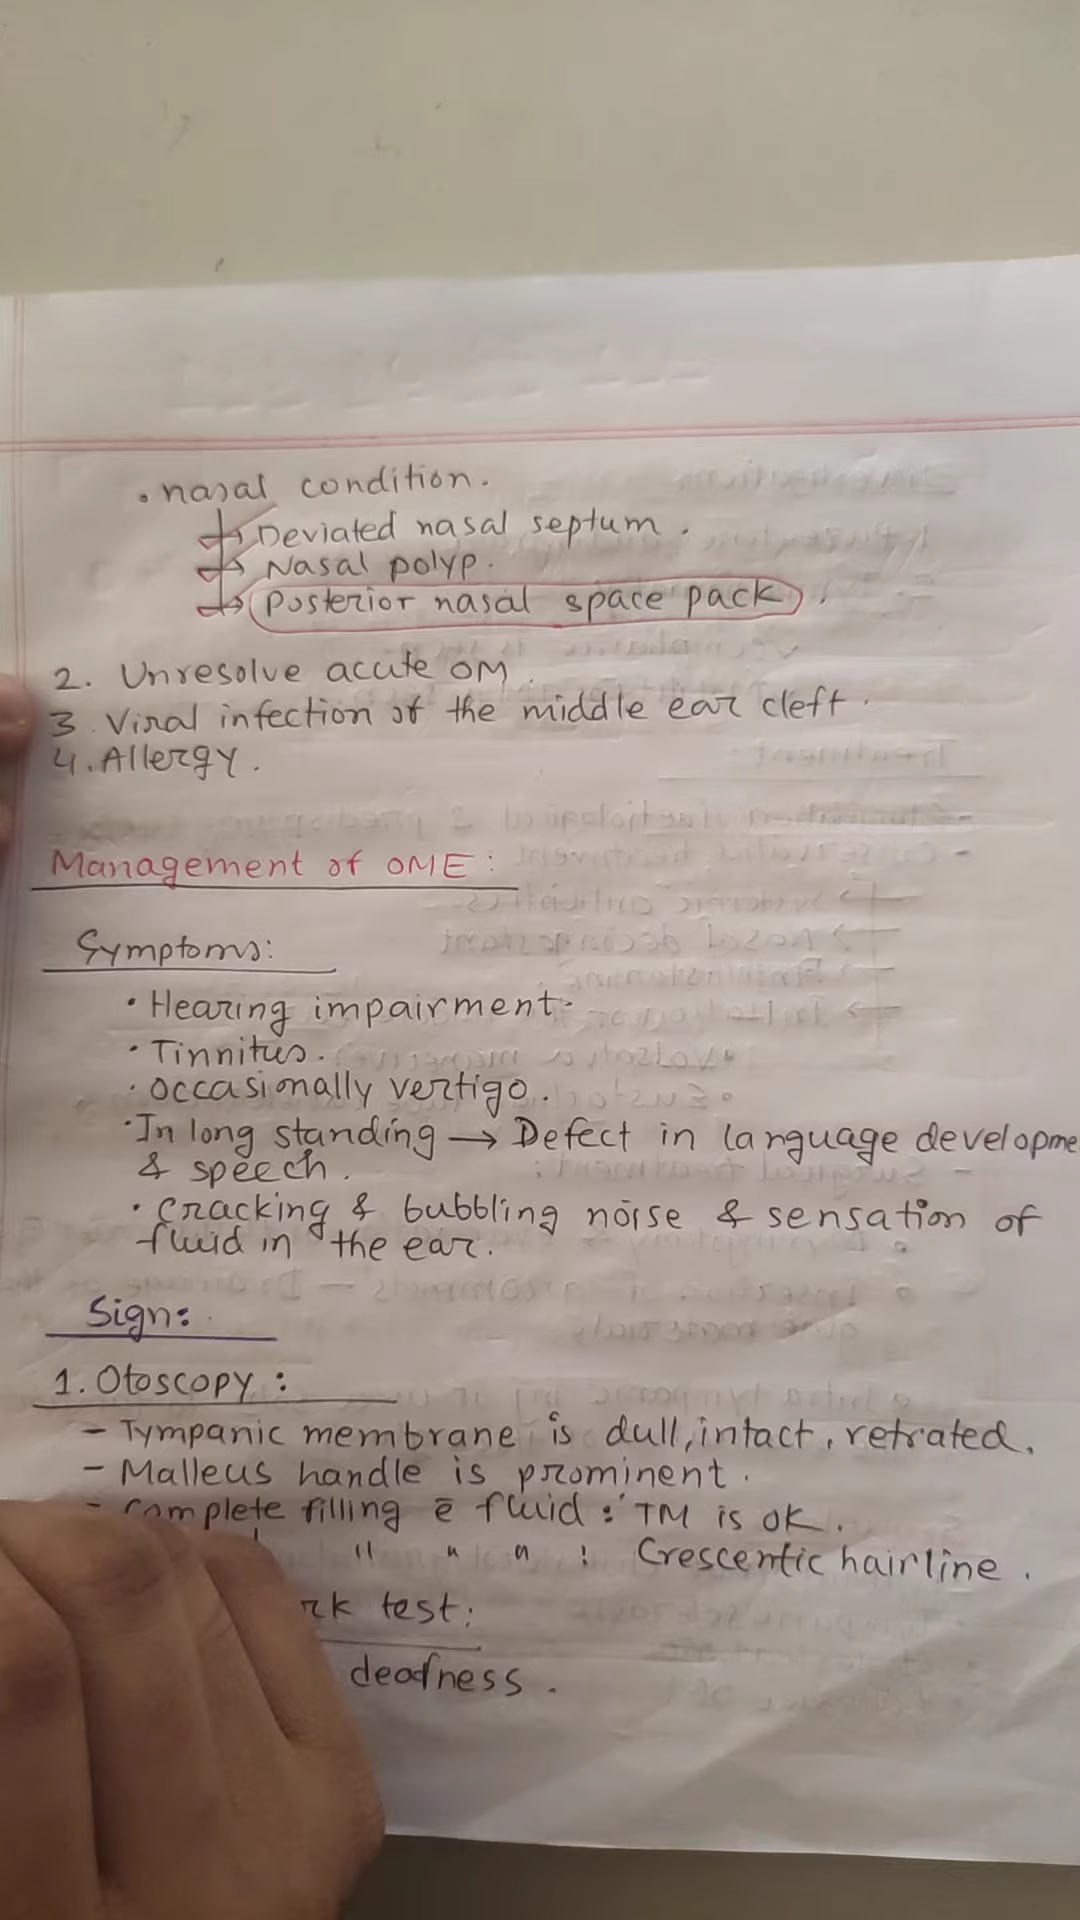 • nasal condition.
→ Deviated nasal septum.
→ Nasal polyp.
→ Posterior nasal space pack.
2. Unresolve acute OM.
3. Viral infection of the middle ear cleft.
4. Allergy.
Management of OME:
Symptoms:
• Hearing impairment.
• Tinnitus.
• occasionally vertigo.
• In long standing → Defect in language developme
& speech.
• cracking & bubbling noise & sensation of
fluid in the ear.
Sign:
1. Otoscopy:
- Tympanic membrane is dull, intact, retrated.
- Malleus handle is prominent.
- Complete filling ē fluid: TM is ok.
" " " : Crescentic hairline.
rk test:
deafness.